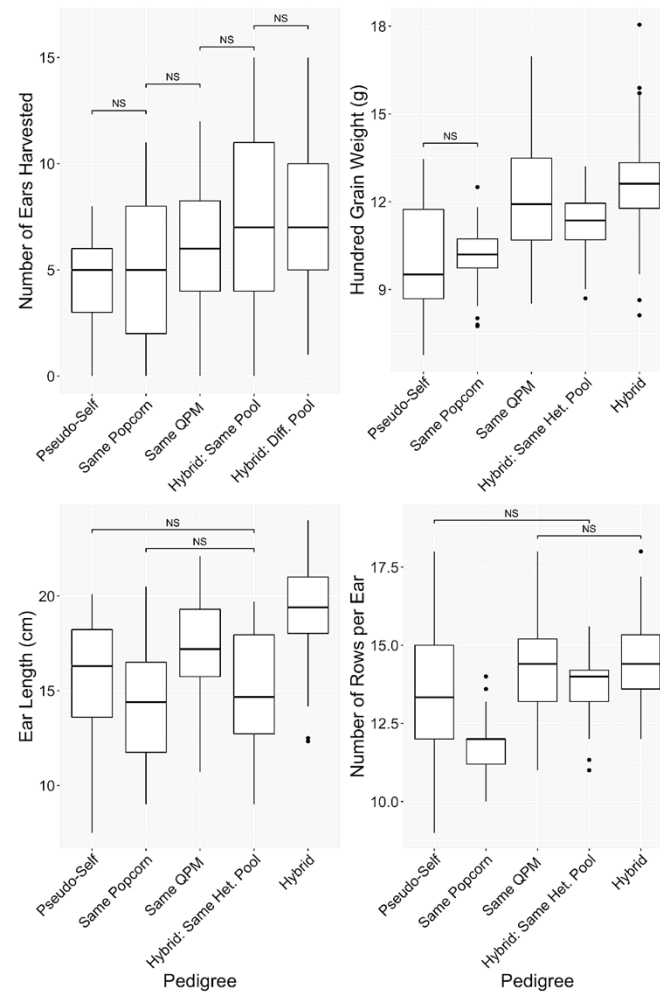 Number of Ears Harvested
15
10
5
0
NS
NS
NS
NS
Pseudo-Self
Same Popcorn
Same QPM
Hybrid: Same Pool
Hybrid: Diff. Pool
Hundred Grain Weight (g)
18
15
12
9
NS
Pseudo-Self
Same Popcorn
Same QPM
Hybrid: Same Het. Pool
Hybrid
Ear Length (cm)
20
15
10
NS
NS
Pseudo-Self
Same Popcorn
Same QPM
Hybrid: Same Het. Pool
Hybrid
Pedigree
Number of Rows per Ear
17.5
15.0
12.5
10.0
NS
NS
Pseudo-Self
Same Popcorn
Same QPM
Hybrid: Same Het. Pool
Hybrid
Pedigree